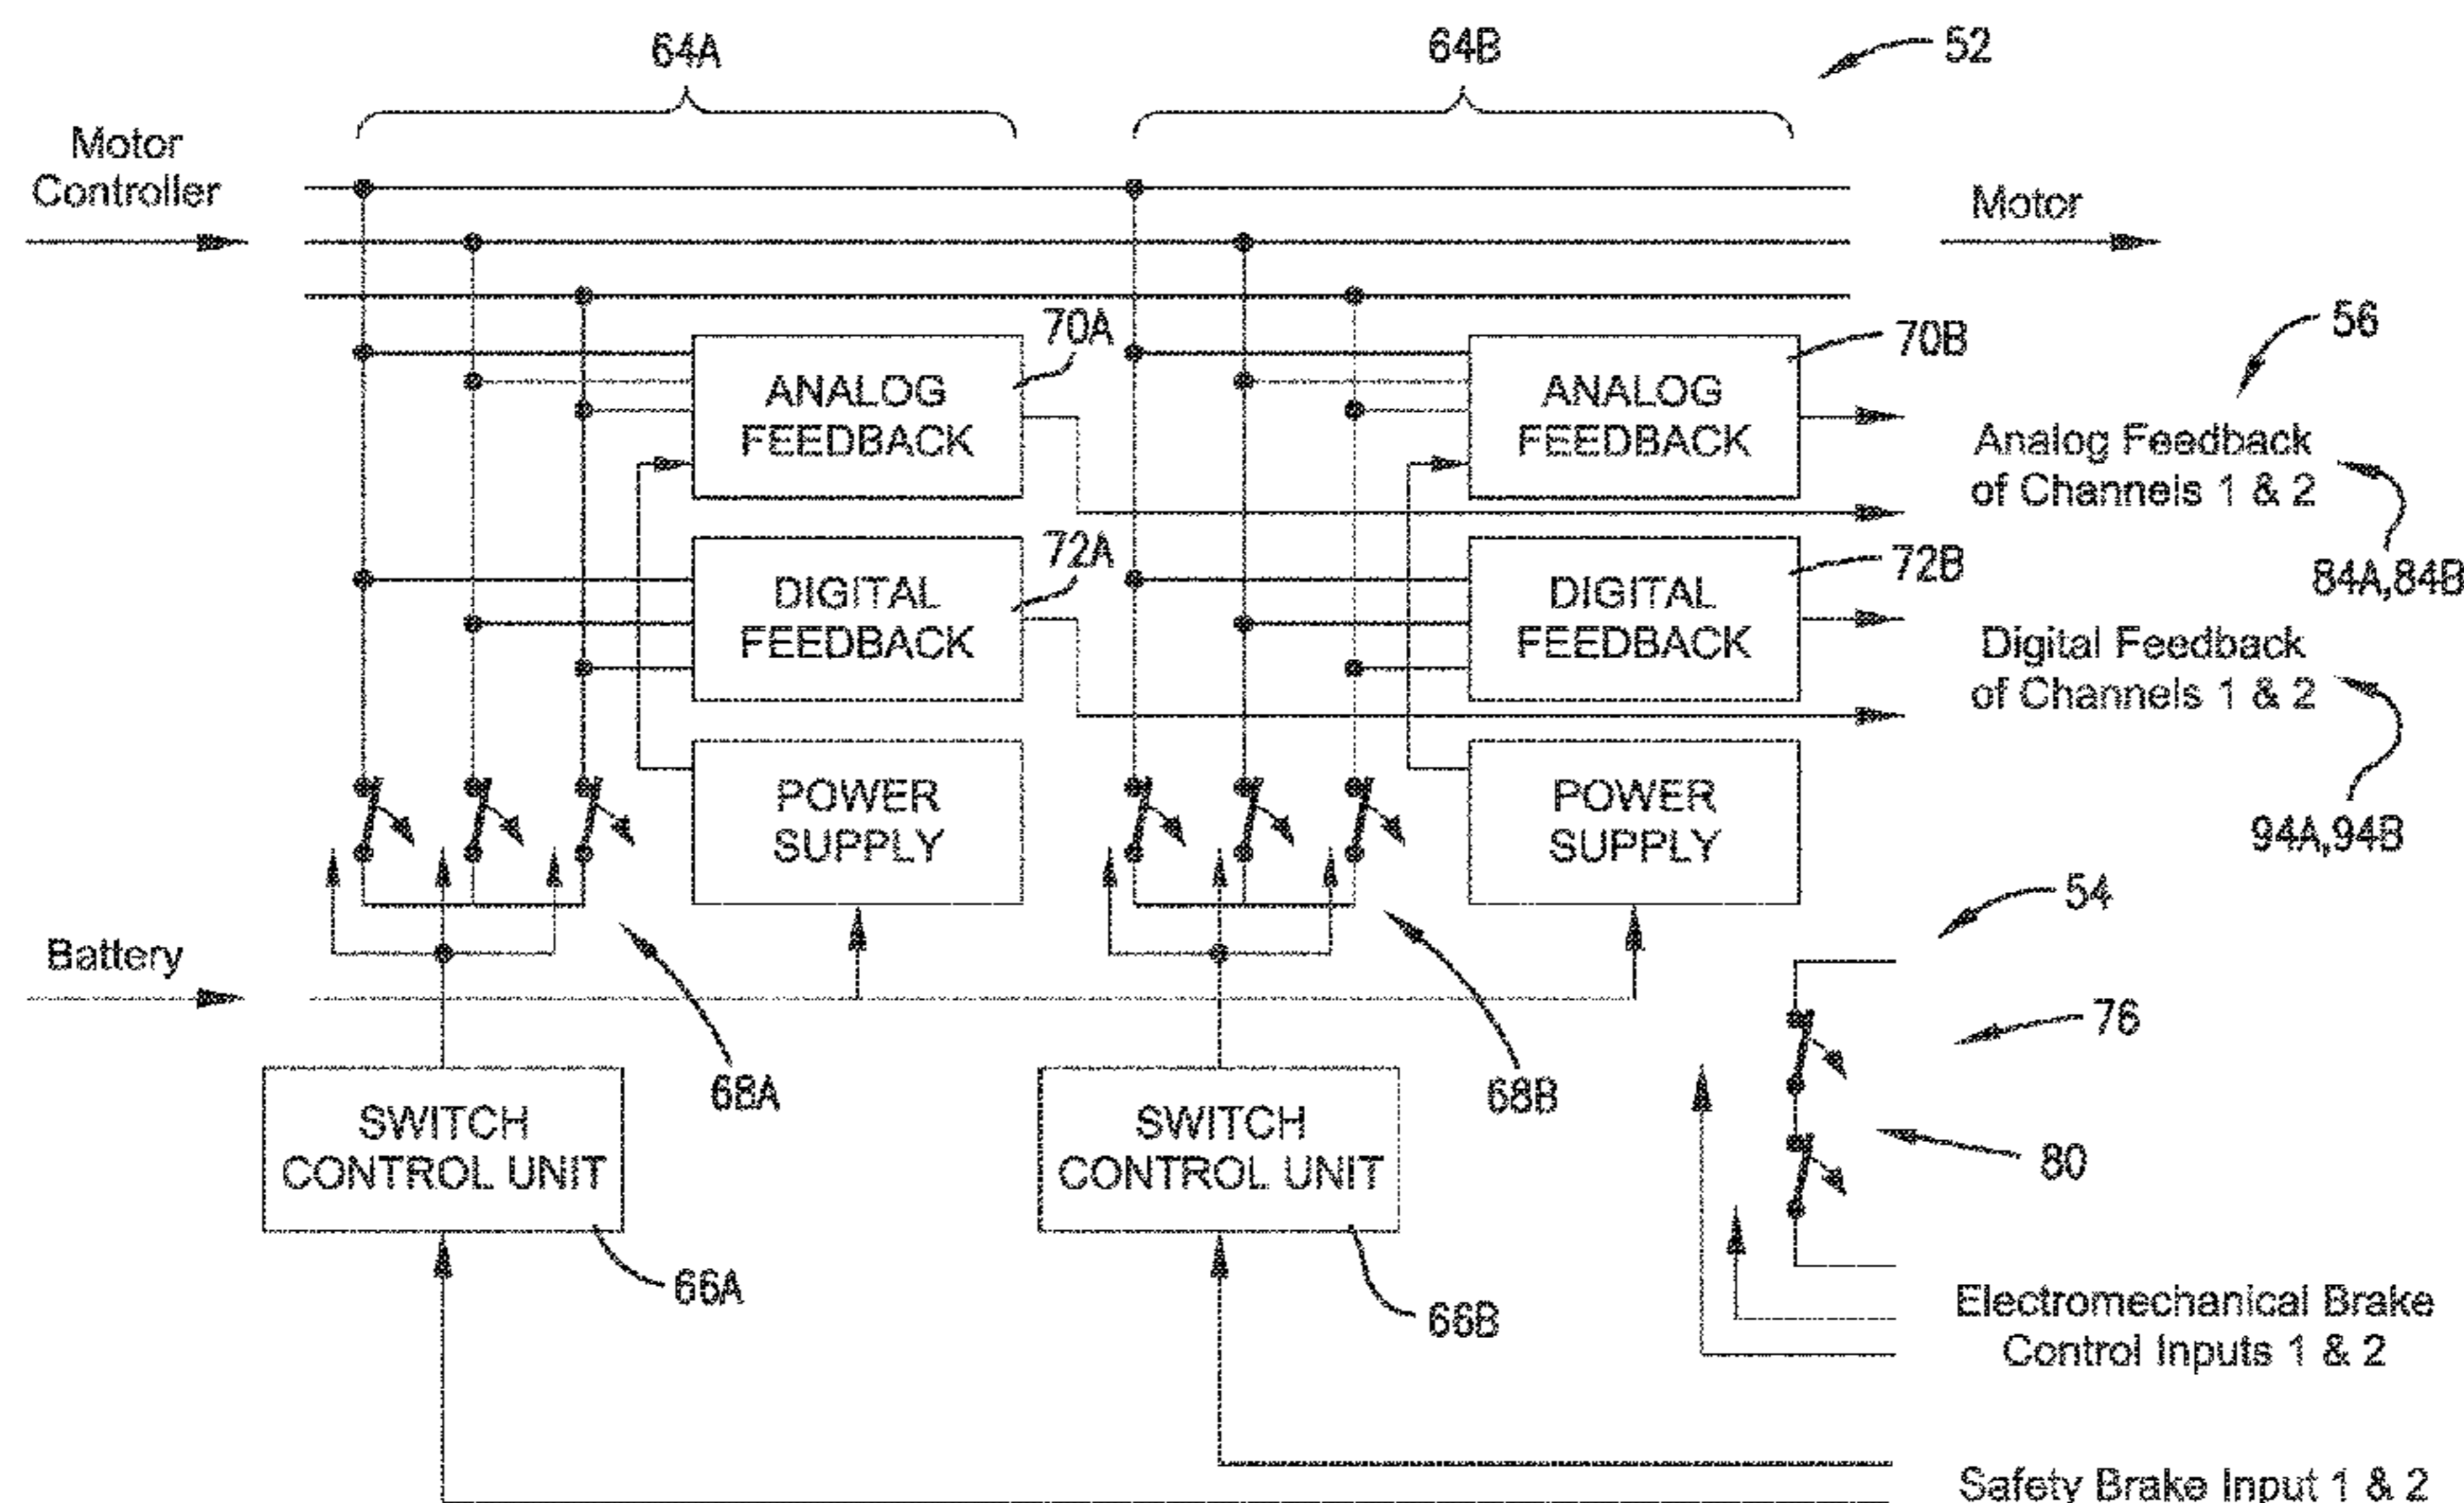 64A
64B
52
Motor
Controller
Motor
70A
70B
56
ANALOG
FEEDBACK
ANALOG
FEEDBACK
Analog Feedback
of Channels 1 & 2
84A,84B
72A
72B
DIGITAL
FEEDBACK
DIGITAL
FEEDBACK
Digital Feedback
of Channels 1 & 2
94A,94B
POWER
SUPPLY
POWER
SUPPLY
54
Battery
76
68A
68B
80
SWITCH
CONTROL UNIT
SWITCH
CONTROL UNIT
66A
66B
Electromechanical Brake
Control Inputs 1 & 2
Safety Brake Input 1 & 2